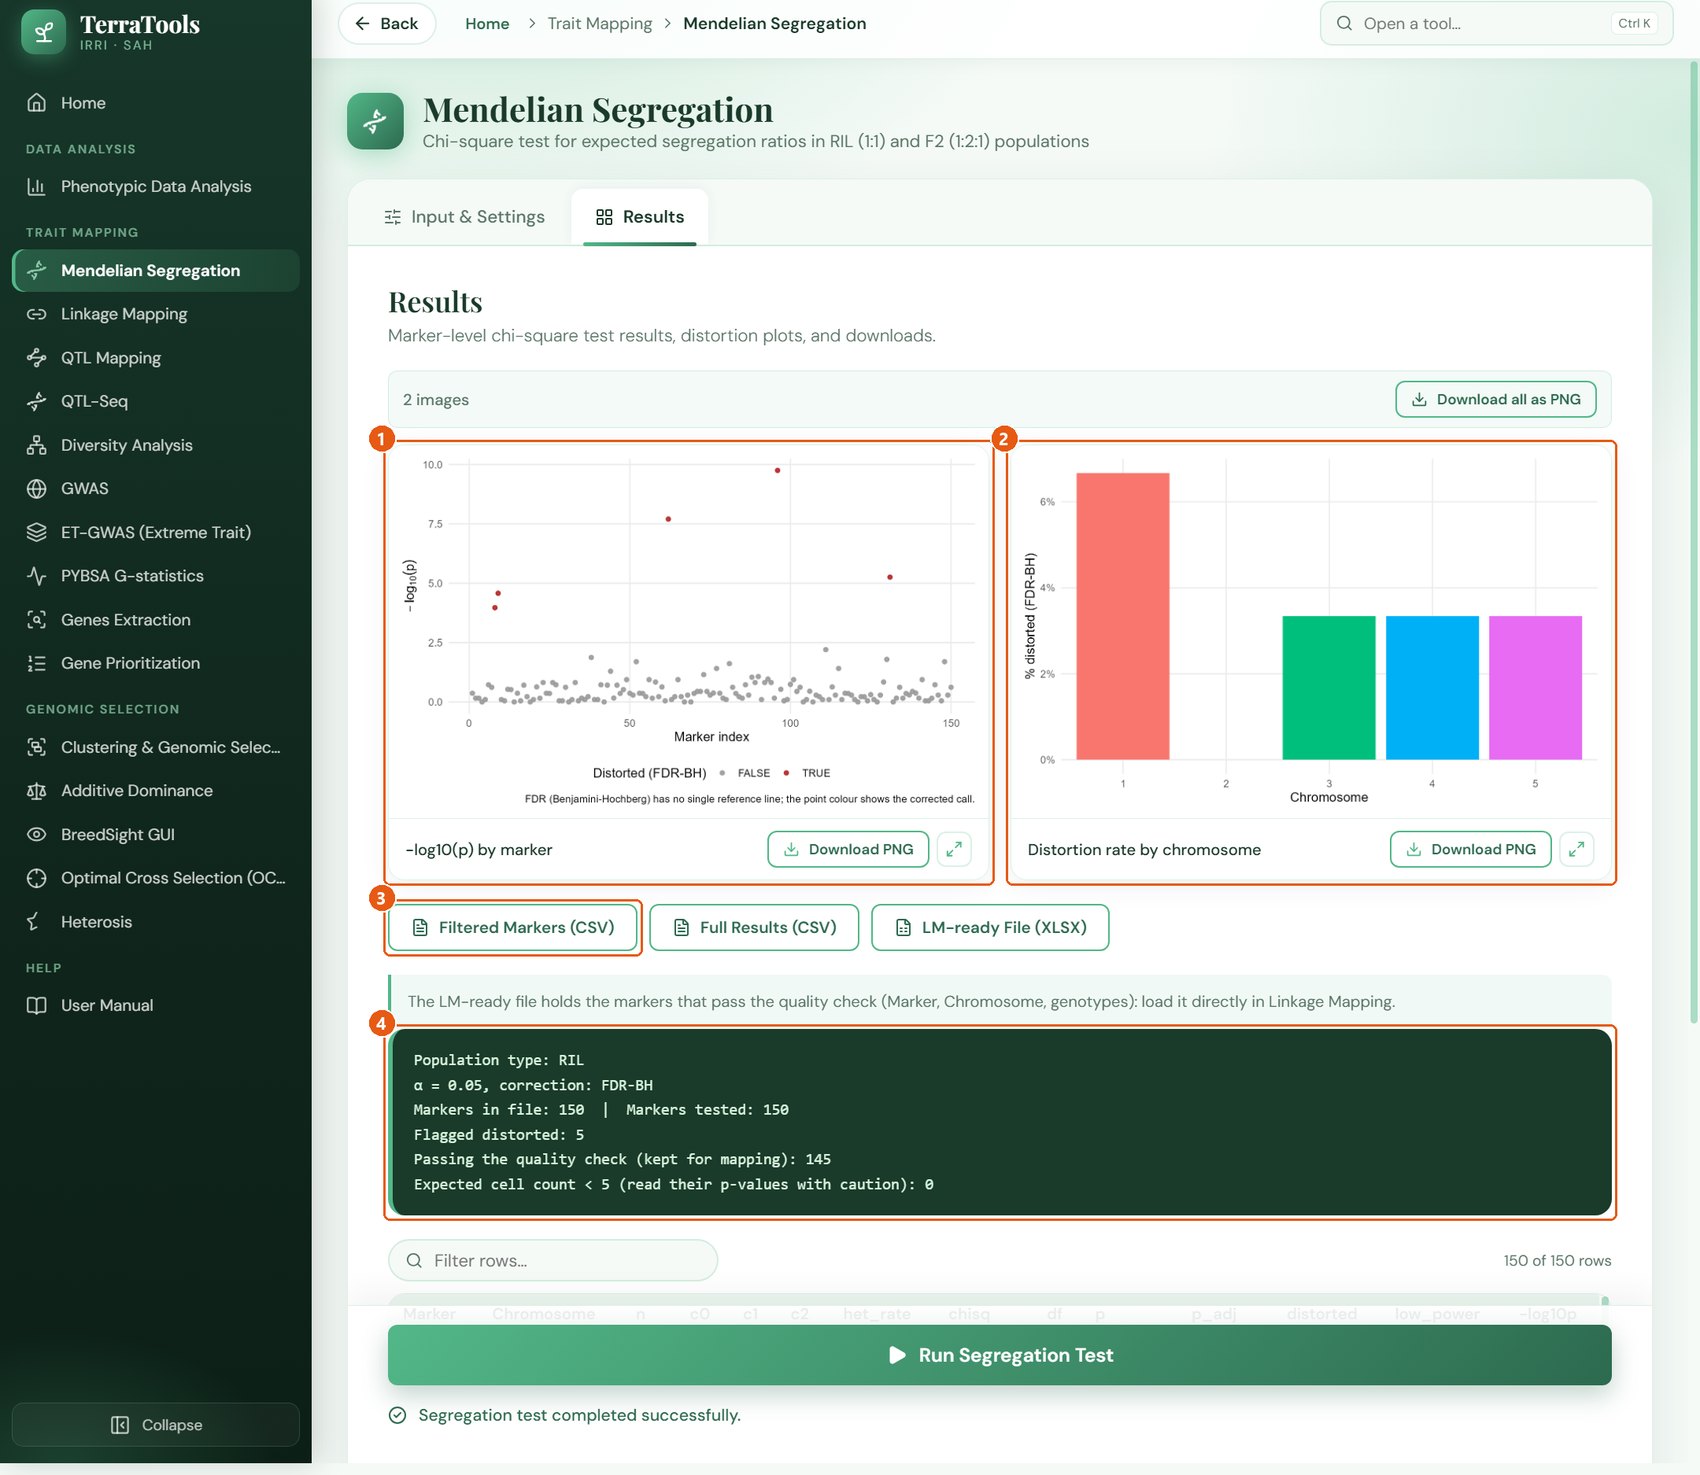 TerraTools
IRRI · SAH
Home
DATA ANALYSIS
Phenotypic Data Analysis
TRAIT MAPPING
Mendelian Segregation
Linkage Mapping
QTL Mapping
QTL-Seq
Diversity Analysis
GWAS
ET-GWAS (Extreme Trait)
PYBSA G-statistics
Genes Extraction
Gene Prioritization
GENOMIC SELECTION
Clustering & Genomic Selec...
Additive Dominance
BreedSight GUI
Optimal Cross Selection (OC...
Heterosis
HELP
User Manual
Collapse
Back
Home > Trait Mapping > Mendelian Segregation
Open a tool...
Ctrl K
Mendelian Segregation
Chi-square test for expected segregation ratios in RIL (1:1) and F2 (1:2:1) populations
Input & Settings
Results
Results
Marker-level chi-square test results, distortion plots, and downloads.
2 images
Download all as PNG
1
10.0
7.5
5.0
2.5
0.0
−log10(p)
0 50 100 150
Marker index
Distorted (FDR-BH) FALSE TRUE
FDR (Benjamini-Hochberg) has no single reference line; the point colour shows the corrected call.
-log10(p) by marker
Download PNG
2
6%
4%
2%
0%
% distorted (FDR-BH)
1 2 3 4 5
Chromosome
Distortion rate by chromosome
Download PNG
3
Filtered Markers (CSV)
Full Results (CSV)
LM-ready File (XLSX)
The LM-ready file holds the markers that pass the quality check (Marker, Chromosome, genotypes): load it directly in Linkage Mapping.
4
Population type: RIL
α = 0.05, correction: FDR-BH
Markers in file: 150 | Markers tested: 150
Flagged distorted: 5
Passing the quality check (kept for mapping): 145
Expected cell count < 5 (read their p-values with caution): 0
Filter rows...
150 of 150 rows
Marker Chromosome n c0 c1 c2 het_rate chisq df p p_adj distorted low_power -log10p
Run Segregation Test
Segregation test completed successfully.